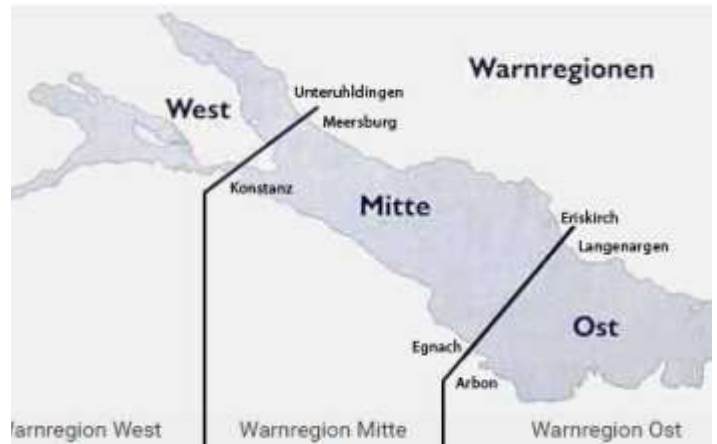 Warnregionen
Unteruhldingen
West
Meersburg
Konstanz
Mitte
Eriskirch
Langenargen
Ost
Egnach
Arbon
arnregion West
Warnregion Mitte
Warnregion Ost